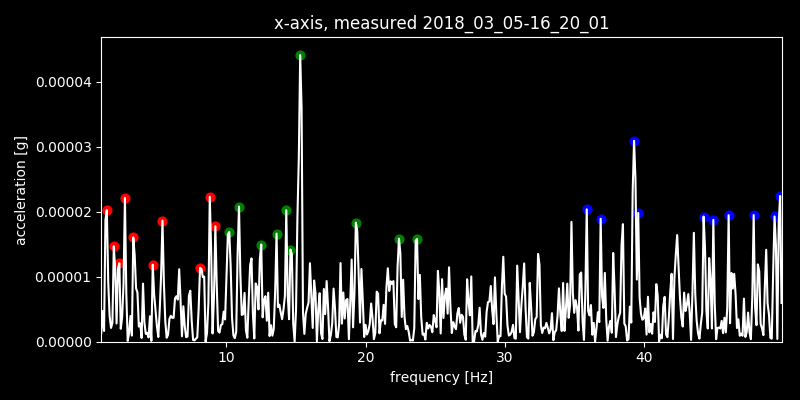 x-axis, measured 2018_03_05-16_20_01
acceleration [g]
0.00004
0.00003
0.00002
0.00001
0.00000
10 20 30 40
frequency [Hz]